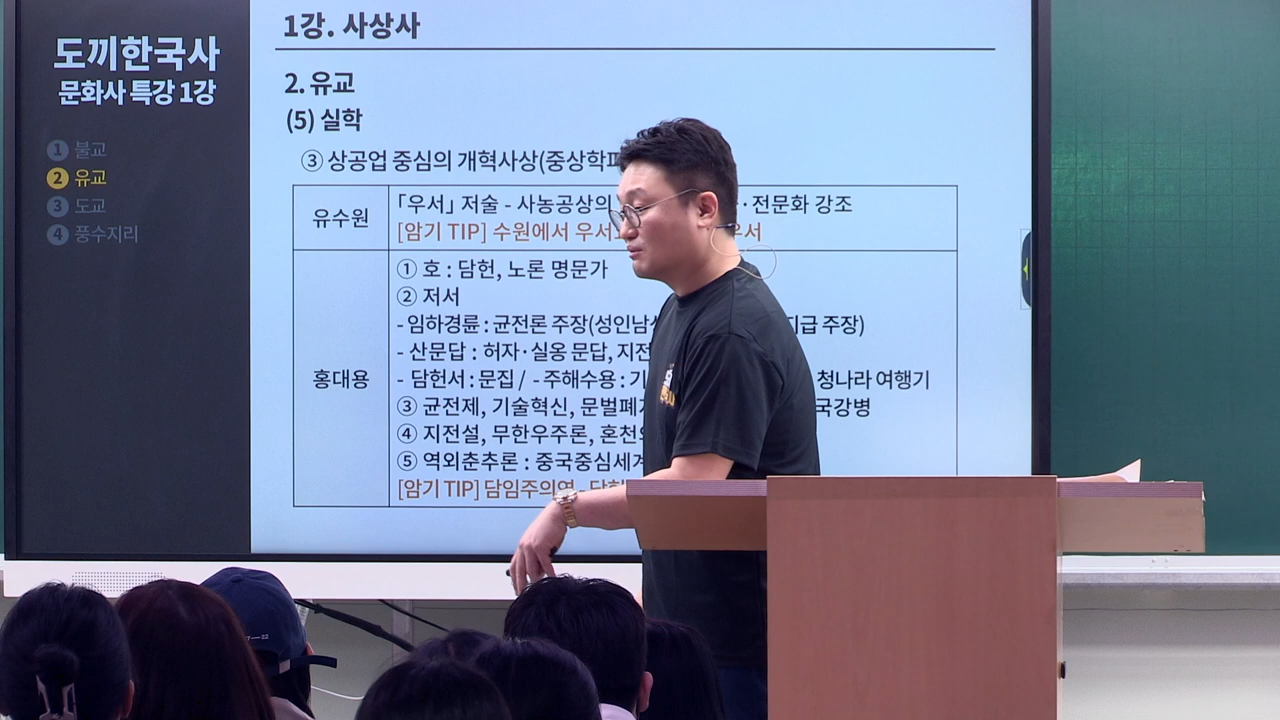 도끼한국사
문화사 특강 1강
1 불교
2 유교
3 도교
4 풍수지리
1강. 사상사
2. 유교
(5) 실학
③ 상공업 중심의 개혁사상(중상학파
유수원
「우서」 저술 - 사농공상의 ·전문화 강조
[암기 TIP] 수원에서 우서 우서
홍대용
① 호 : 담헌, 노론 명문가
② 저서
- 임하경륜 : 균전론 주장(성인남 지급 주장)
- 산문답 : 허자·실옹 문답, 지전
- 담헌서 : 문집 / - 주해수용 : 기 청나라 여행기
③ 균전제, 기술혁신, 문벌폐 국강병
④ 지전설, 무한우주론, 혼천
⑤ 역외춘추론 : 중국중심세계
[암기 TIP] 담임주의역 - 담헌